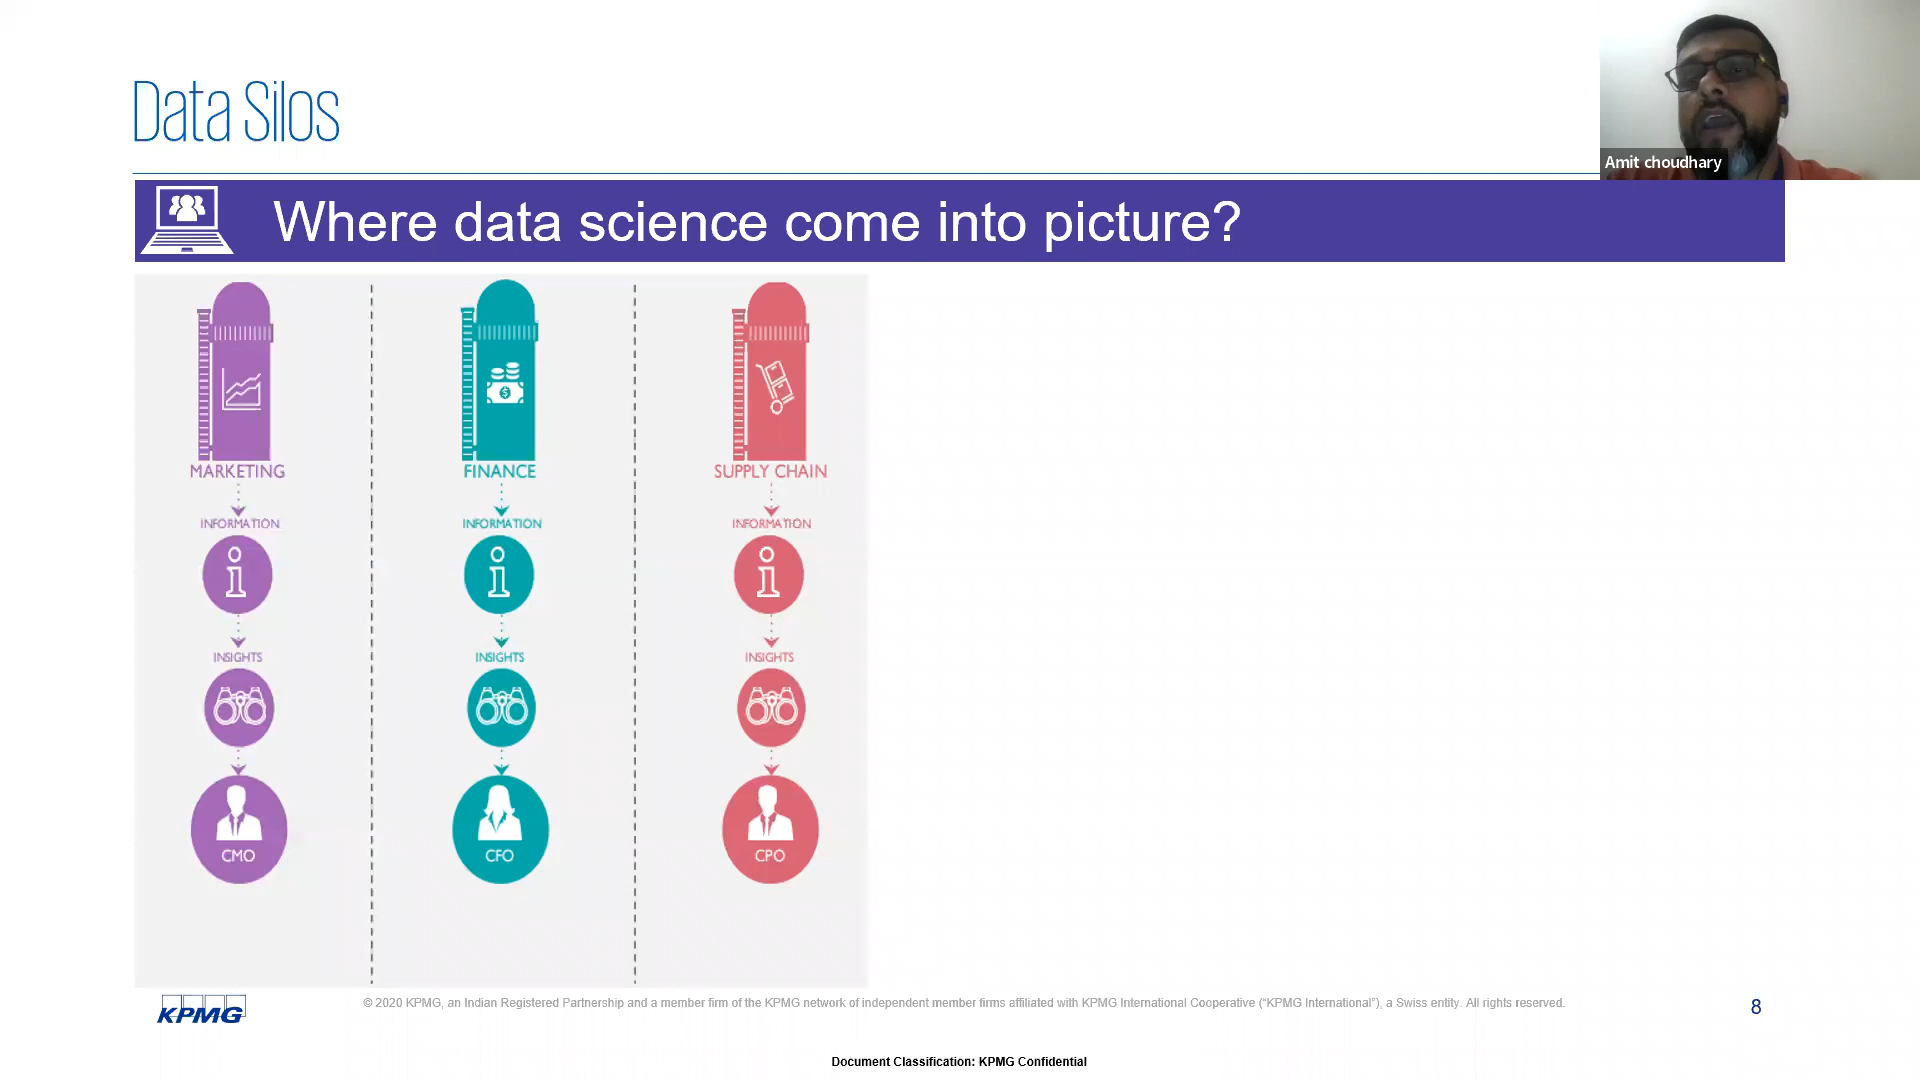 Data Silos
Amit choudhary
Where data science come into picture?
MARKETING FINANCE SUPPLY CHAIN
INFORMATION INFORMATION INFORMATION
i i i
INSIGHTS INSIGHTS INSIGHTS
CMO CFO CPO
KPMG
© 2020 KPMG, an Indian Registered Partnership and a member firm of the KPMG network of independent member firms affiliated with KPMG International Cooperative (“KPMG International”), a Swiss entity. All rights reserved.
8
Document Classification: KPMG Confidential